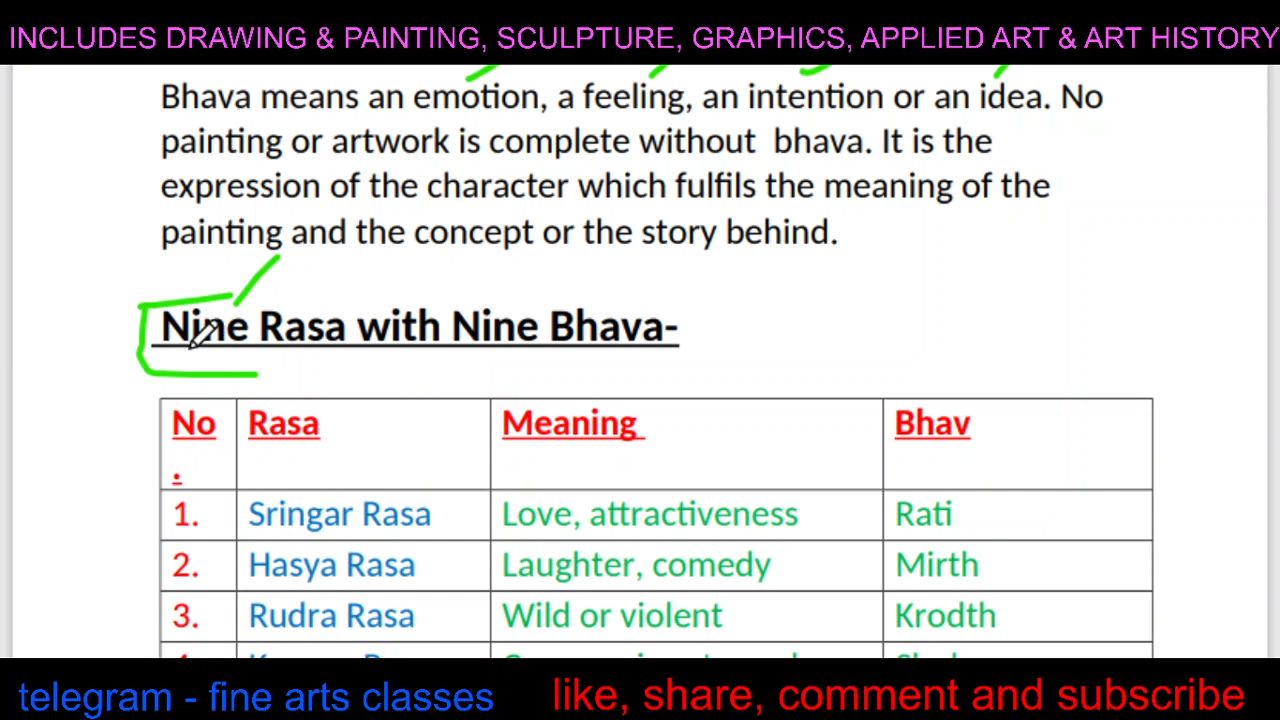 INCLUDES DRAWING & PAINTING, SCULPTURE, GRAPHICS, APPLIED ART & ART HISTORY
Bhava means an emotion, a feeling, an intention or an idea. No
painting or artwork is complete without bhava. It is the
expression of the character which fulfils the meaning of the
painting and the concept or the story behind.
Nine Rasa with Nine Bhava-
No. Rasa Meaning Bhav
1. Sringar Rasa Love, attractiveness Rati
2. Hasya Rasa Laughter, comedy Mirth
3. Rudra Rasa Wild or violent Krodth
telegram - fine arts classes like, share, comment and subscribe